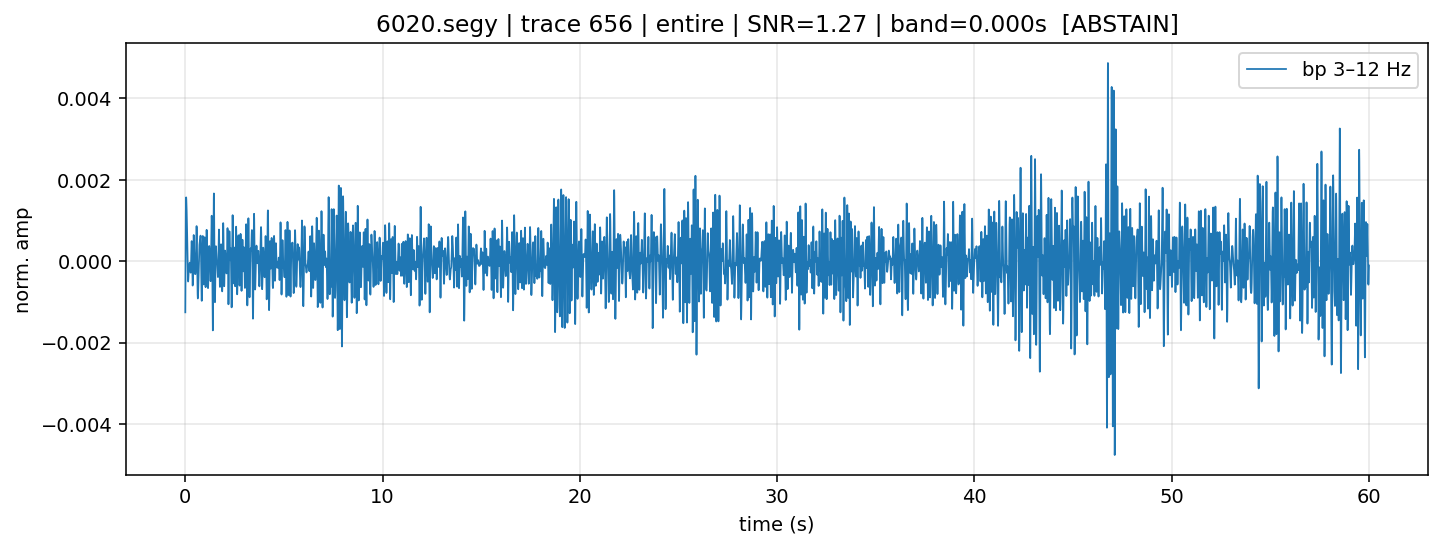 6020.segy | trace 656 | entire | SNR=1.27 | band=0.000s  [ABSTAIN]
bp 3–12 Hz
norm. amp
0.004
0.002
0.000
−0.002
−0.004
0 10 20 30 40 50 60
time (s)